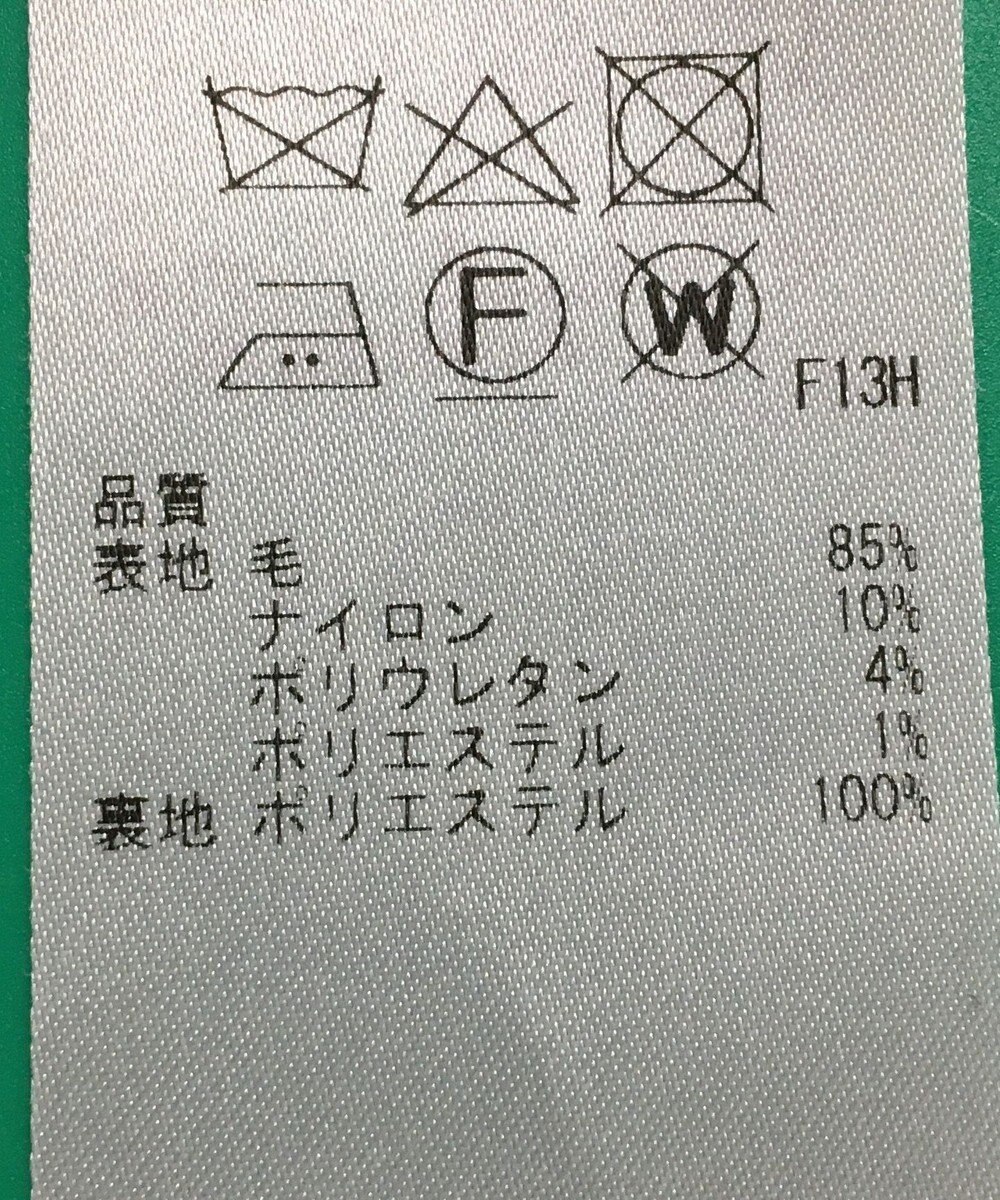 F W
F13H
品質
表地 毛 85%
ナイロン 10%
ポリウレタン 4%
ポリエステル 1%
裏地 ポリエステル 100%